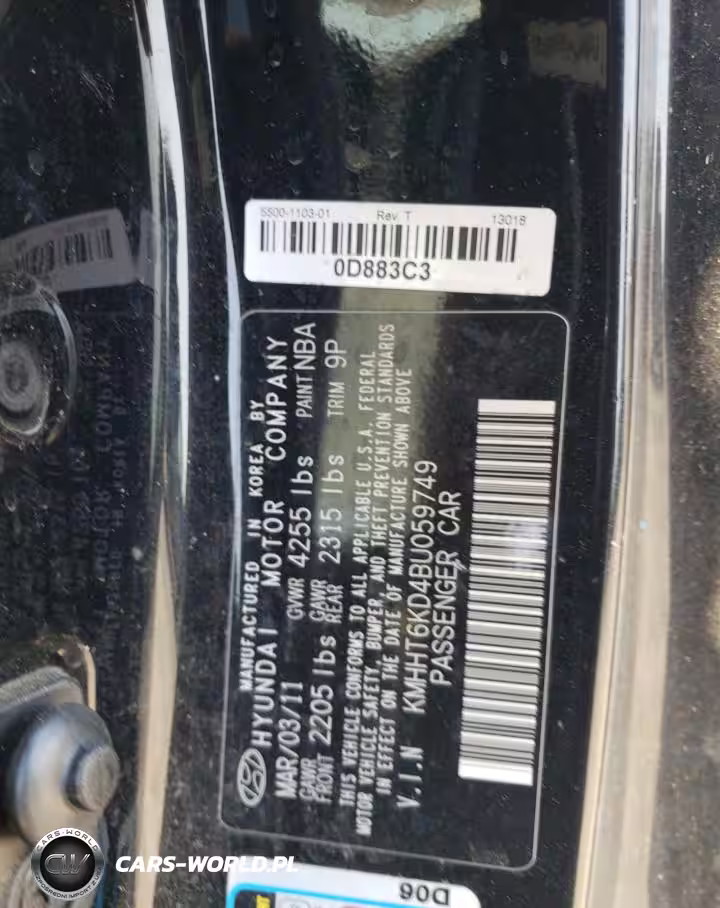 5500-1103-01 Rev. T 13018
0D883C3
MANUFACTURED IN KOREA BY
HYUNDAI MOTOR COMPANY
MAR/03/11 GVWR 4255 lbs PAINT NBA
GAWR FRONT 2205 lbs GAWR REAR 2315 lbs TRIM 9P
THIS VEHICLE CONFORMS TO ALL APPLICABLE U.S.A. FEDERAL
MOTOR VEHICLE SAFETY, BUMPER, AND THEFT PREVENTION STANDARDS
IN EFFECT ON THE DATE OF MANUFACTURE SHOWN ABOVE
V.I.N KMHHT6KD4BU059749
PASSENGER CAR
D06
CARS-WORLD
CW
CARS-WORLD.PL